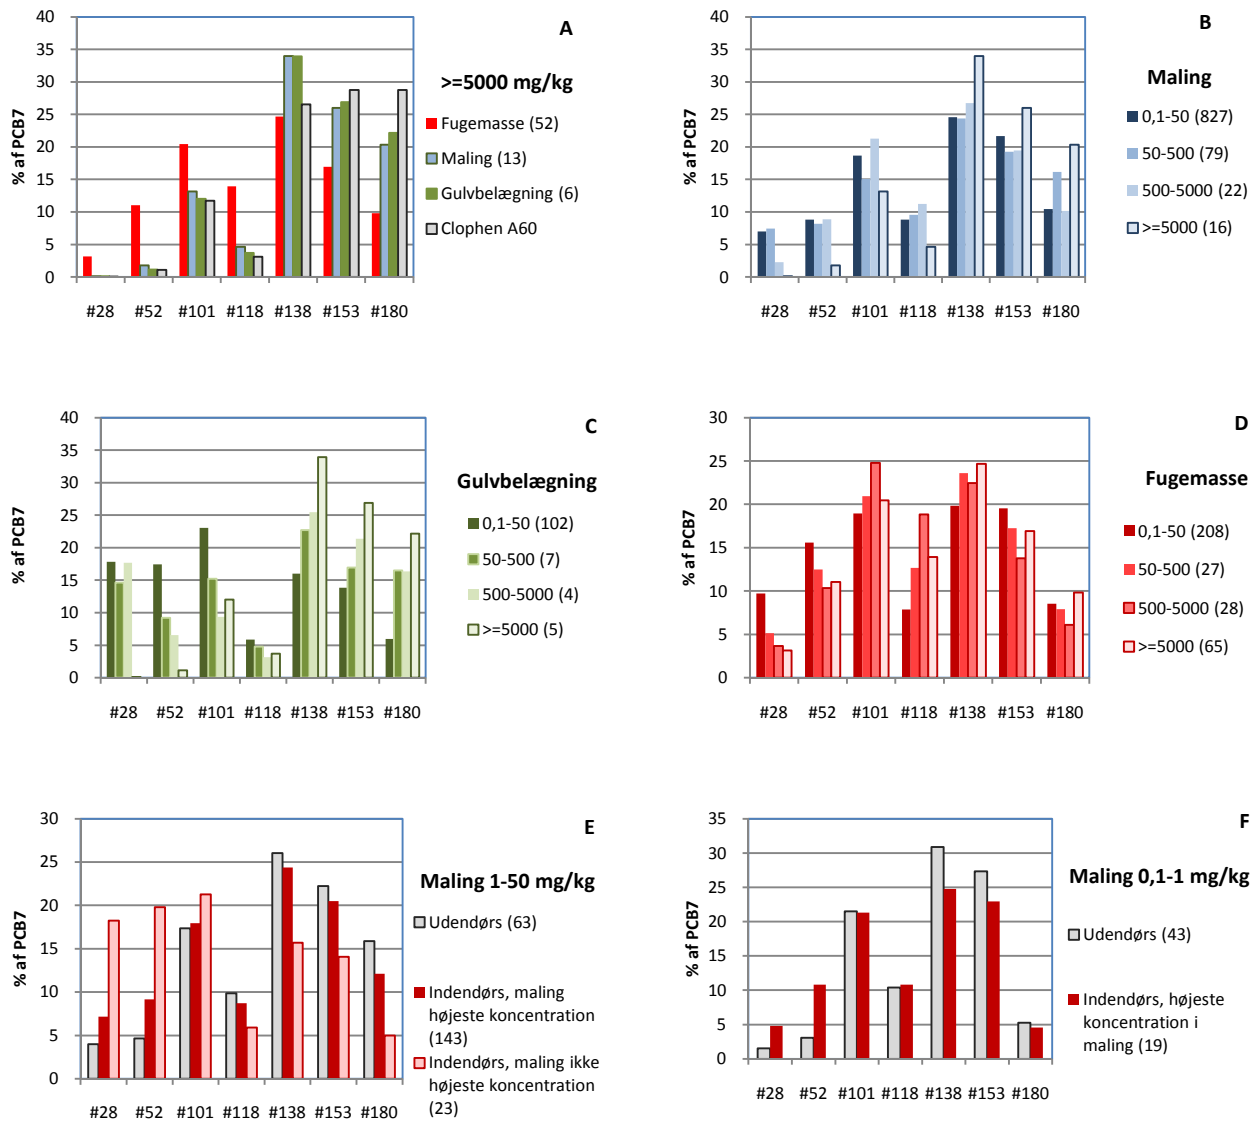 A
>=5000 mg/kg
% af PCB7
40
35
30
25
20
15
10
5
0
#28 #52 #101 #118 #138 #153 #180
Fugemasse (52)
Maling (13)
Gulvbelægning (6)
Clophen A60
B
Maling
% af PCB7
40
35
30
25
20
15
10
5
0
#28 #52 #101 #118 #138 #153 #180
0,1-50 (827)
50-500 (79)
500-5000 (22)
>=5000 (16)
C
Gulvbelægning
% af PCB7
40
35
30
25
20
15
10
5
0
#28 #52 #101 #118 #138 #153 #180
0,1-50 (102)
50-500 (7)
500-5000 (4)
>=5000 (5)
D
Fugemasse
% af PCB7
30
25
20
15
10
5
0
#28 #52 #101 #118 #138 #153 #180
0,1-50 (208)
50-500 (27)
500-5000 (28)
>=5000 (65)
E
Maling 1-50 mg/kg
% af PCB7
30
25
20
15
10
5
0
#28 #52 #101 #118 #138 #153 #180
Udendørs (63)
Indendørs, maling
højeste koncentration
(143)
Indendørs, maling ikke
højeste koncentration
(23)
F
Maling 0,1-1 mg/kg
% af PCB7
35
30
25
20
15
10
5
0
#28 #52 #101 #118 #138 #153 #180
Udendørs (43)
Indendørs, højeste
koncentration i
maling (19)